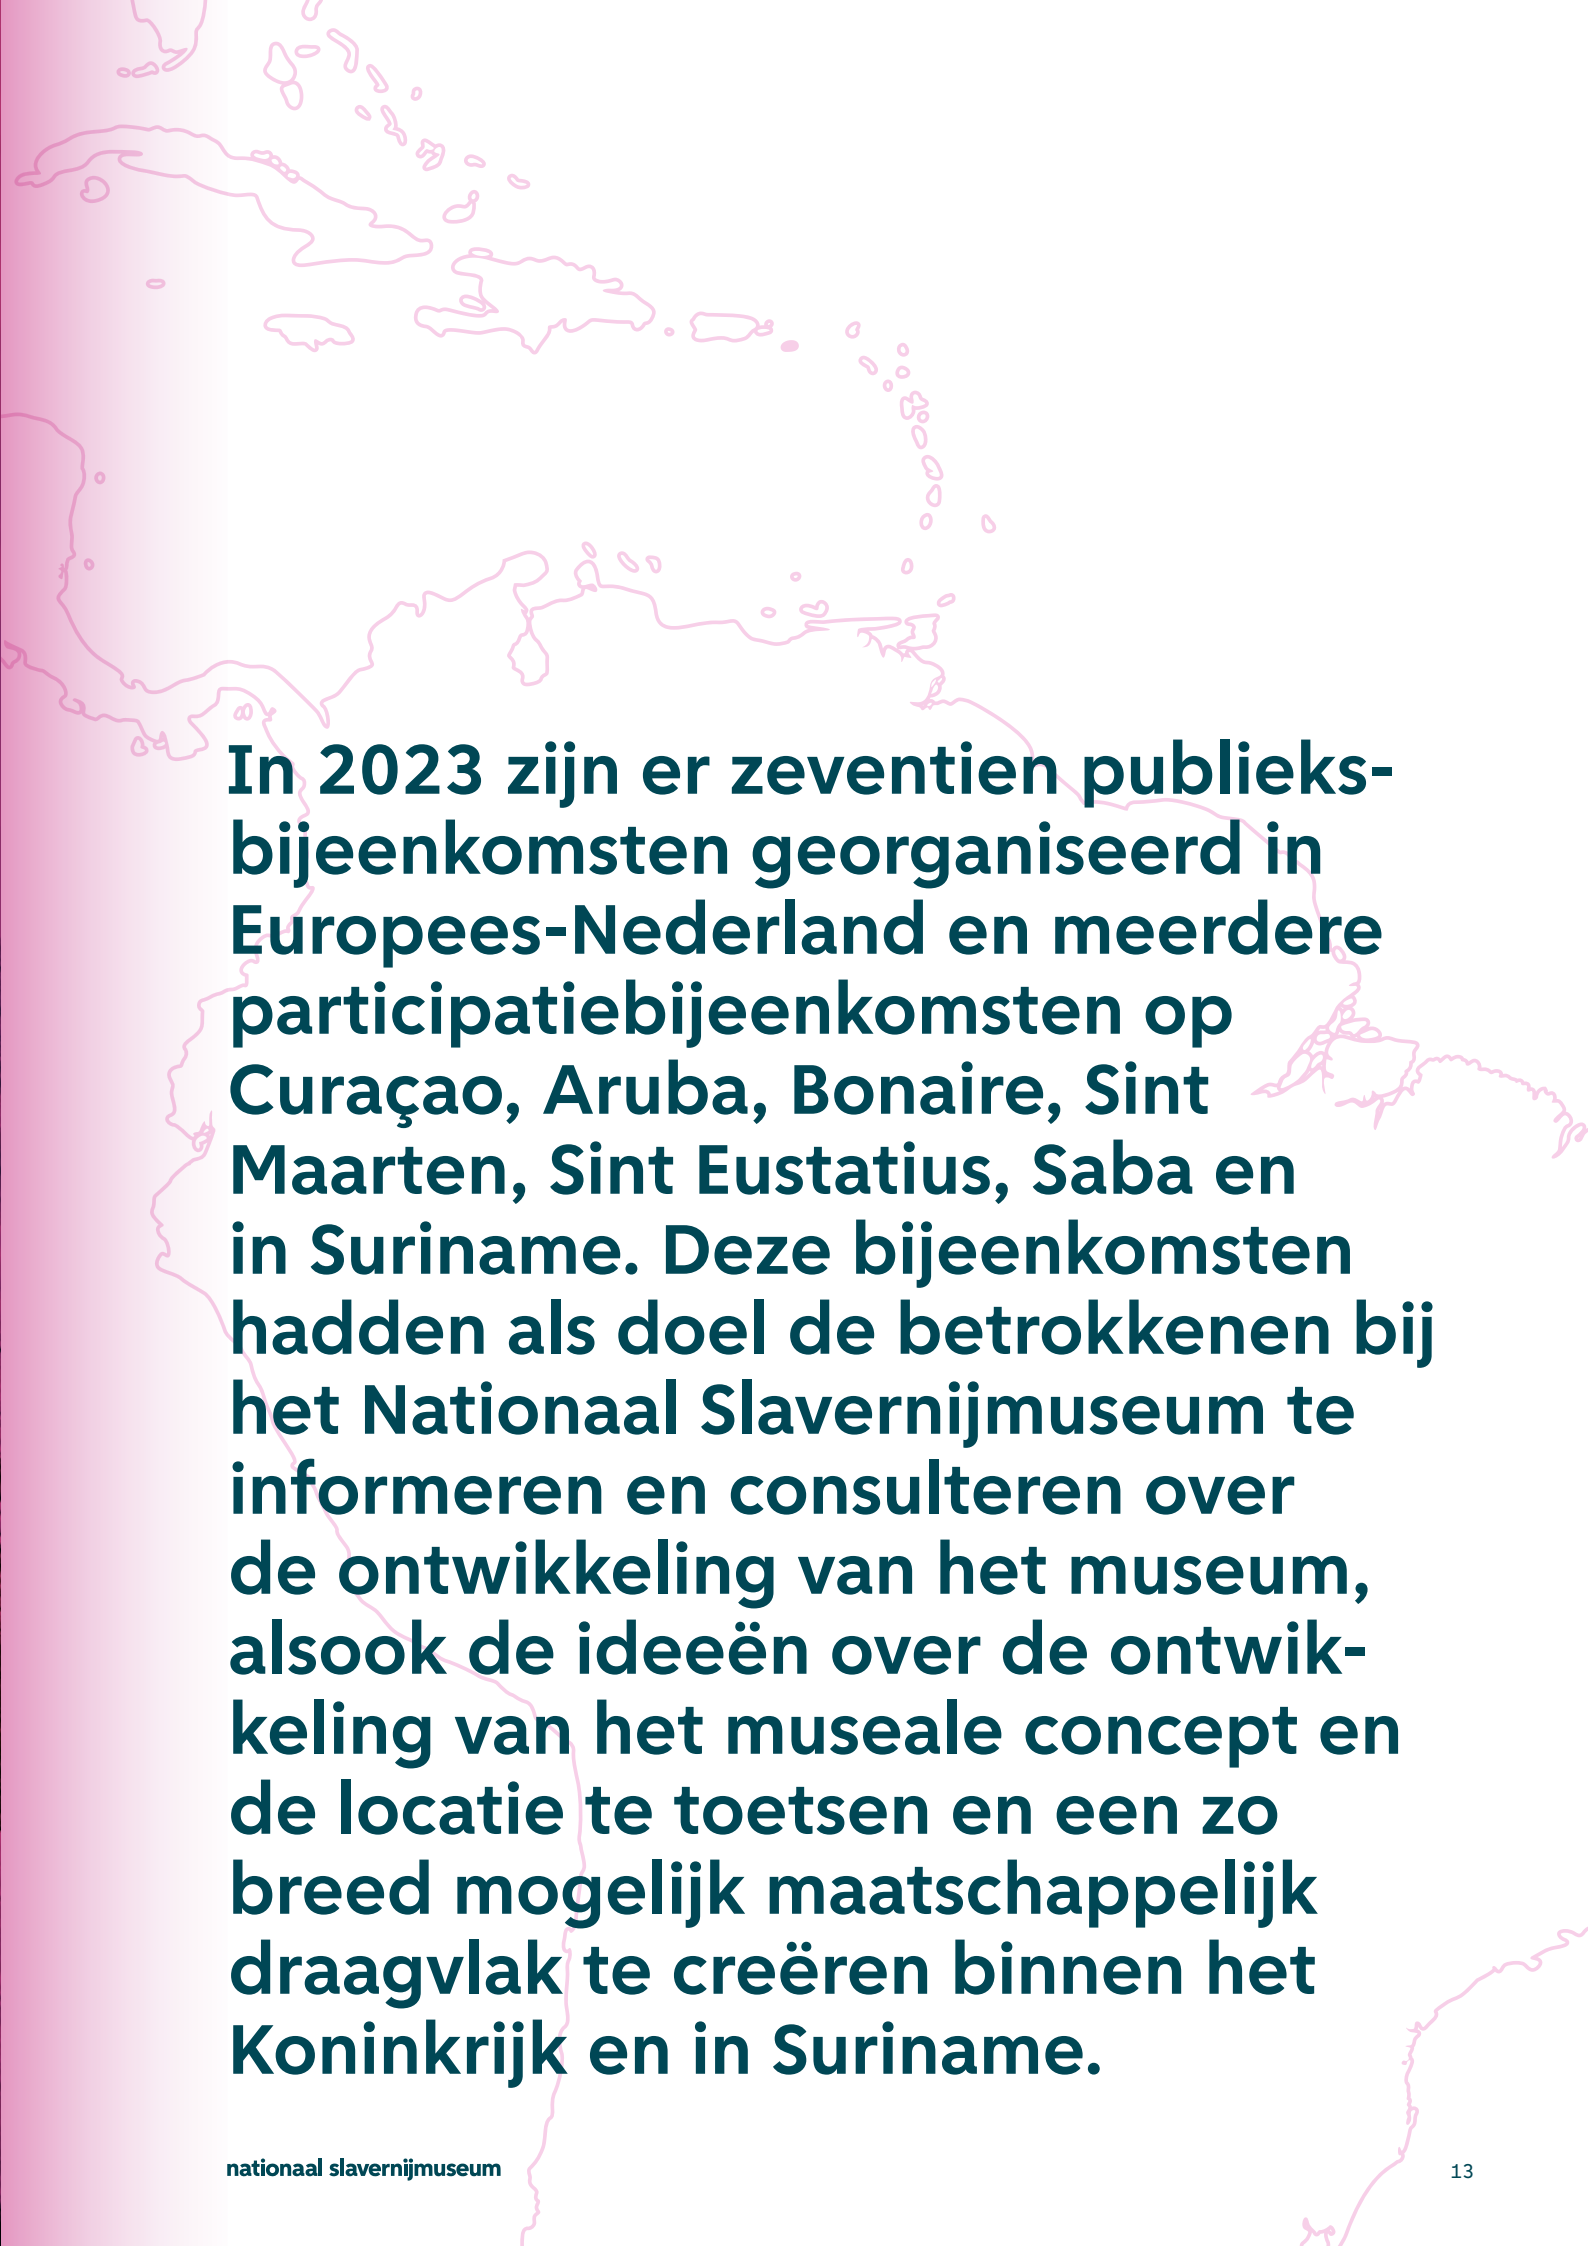 In 2023 zijn er zeventien publieks-
bijeenkomsten georganiseerd in
Europees-Nederland en meerdere
participatiebijeenkomsten op
Curaçao, Aruba, Bonaire, Sint
Maarten, Sint Eustatius, Saba en
in Suriname. Deze bijeenkomsten
hadden als doel de betrokkenen bij
het Nationaal Slavernijmuseum te
informeren en consulteren over
de ontwikkeling van het museum,
alsook de ideeën over de ontwik-
keling van het museale concept en
de locatie te toetsen en een zo
breed mogelijk maatschappelijk
draagvlak te creëren binnen het
Koninkrijk en in Suriname.
nationaal slavernijmuseum
13